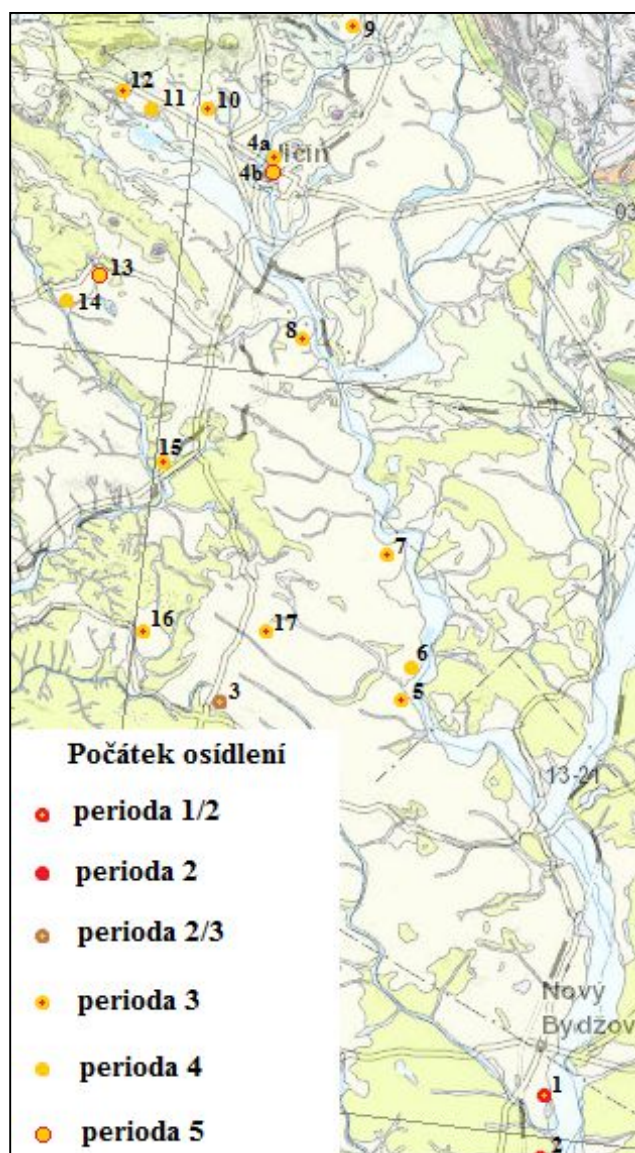 9
12
11
10
4a
Jičín
4b
03
13
14
8
15
7
16
17
6
5
3
13-21
Počátek osídlení
perioda 1/2
perioda 2
perioda 2/3
perioda 3
perioda 4
perioda 5
Nový
Bydžov
1
2